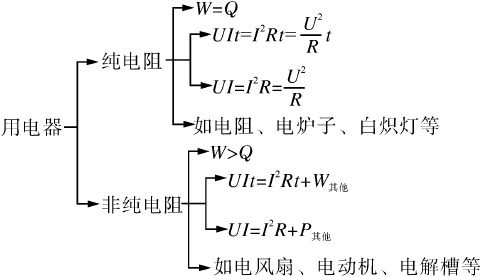 W=Q
UIt=I²Rt=U²/R t
纯电阻
UI=I²R=U²/R
如电阻、电炉子、白炽灯等
用电器
W>Q
UIt=I²Rt+W其他
非纯电阻
UI=I²R+P其他
如电风扇、电动机、电解槽等